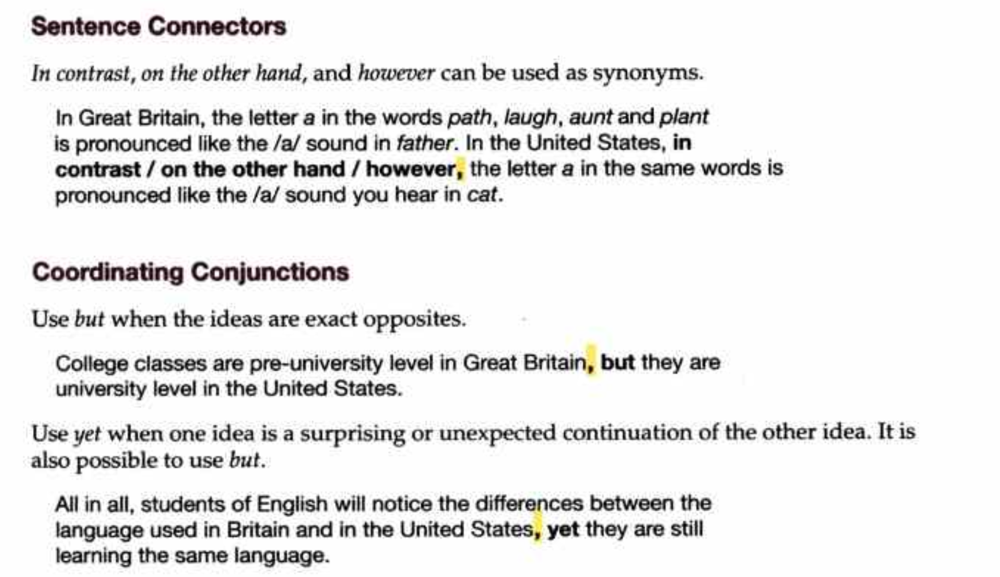 Sentence Connectors
In contrast, on the other hand, and however can be used as synonyms.
In Great Britain, the letter a in the words path, laugh, aunt and plant
is pronounced like the /a/ sound in father. In the United States, in
contrast / on the other hand / however, the letter a in the same words is
pronounced like the /a/ sound you hear in cat.
Coordinating Conjunctions
Use but when the ideas are exact opposites.
College classes are pre-university level in Great Britain, but they are
university level in the United States.
Use yet when one idea is a surprising or unexpected continuation of the other idea. It is
also possible to use but.
All in all, students of English will notice the differences between the
language used in Britain and in the United States, yet they are still
learning the same language.